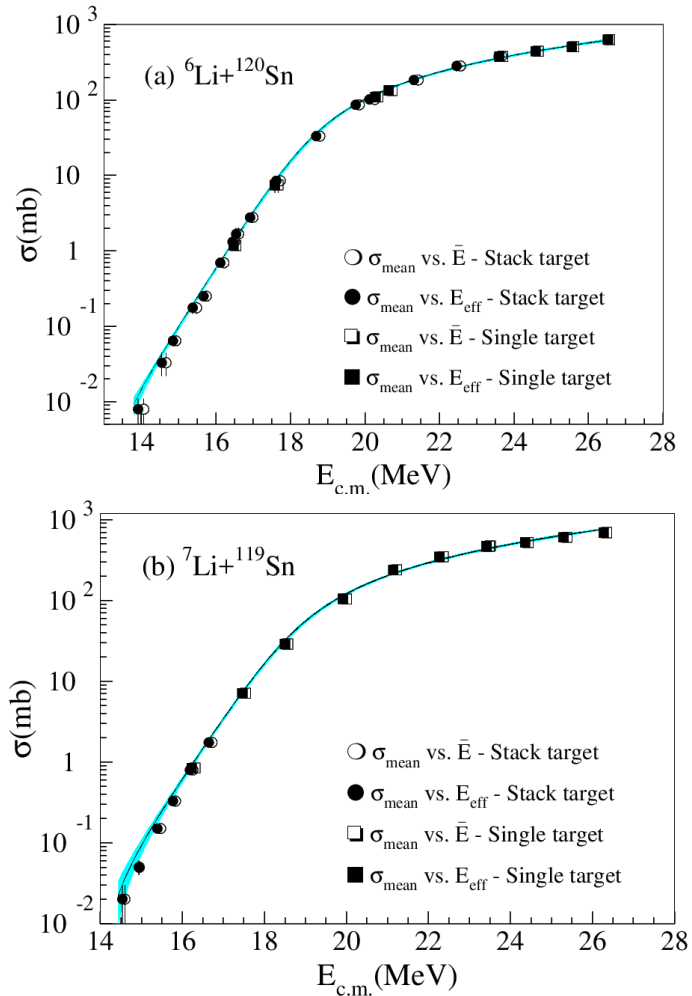 10³
(a) ⁶Li+¹²⁰Sn
10²
10
σ(mb)
1
○ σmean vs. Ē - Stack target
● σmean vs. Eeff - Stack target
10⁻¹
❑ σmean vs. Ē - Single target
■ σmean vs. Eeff - Single target
10⁻²
14 16 18 20 22 24 26 28
Ec.m.(MeV)
10³
(b) ⁷Li+¹¹⁹Sn
10²
10
σ(mb)
1
○ σmean vs. Ē - Stack target
● σmean vs. Eeff - Stack target
10⁻¹
❑ σmean vs. Ē - Single target
■ σmean vs. Eeff - Single target
10⁻²
10
14 16 18 20 22 24 26 28
Ec.m.(MeV)